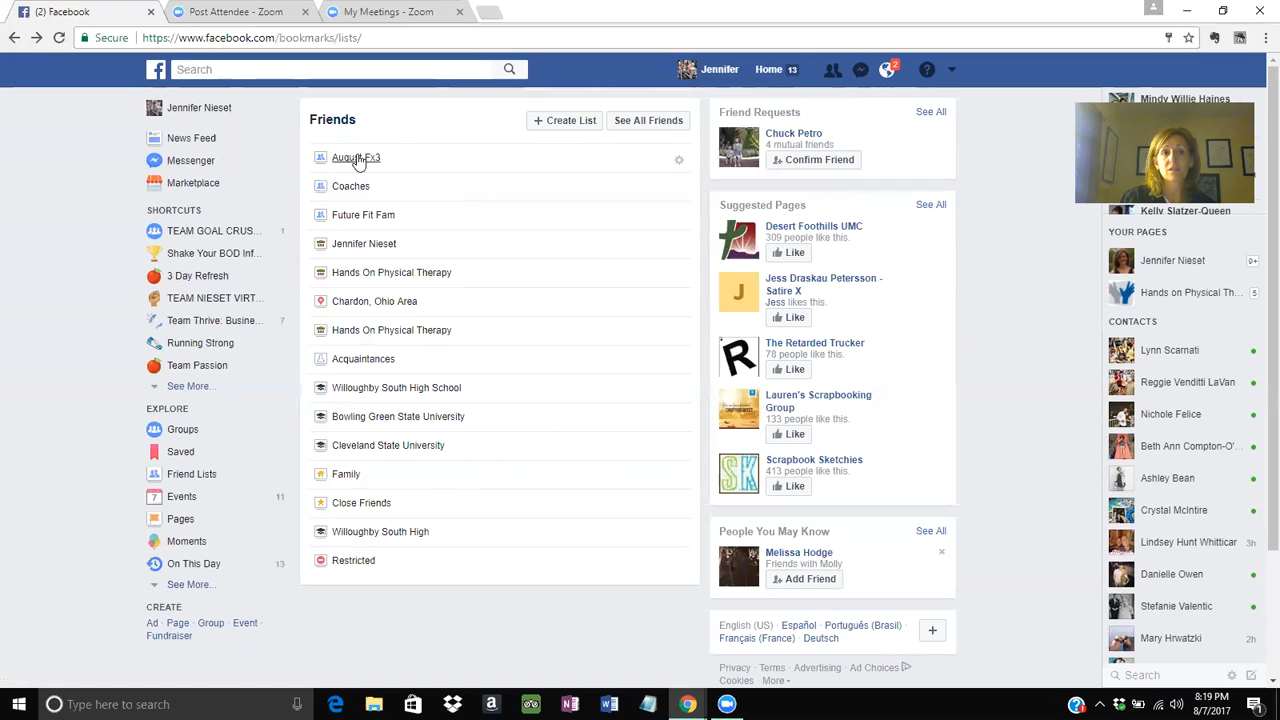 Facebook
Post Attendee - Zoom
My Meetings - Zoom
Secure
https://www.facebook.com/bookmarks/lists/
Search
Jennifer
Home 13
2
Jennifer Nieset
News Feed
Messenger
Marketplace
SHORTCUTS
TEAM GOAL CRUS... 1
Shake Your BOD Inf...
3 Day Refresh
TEAM NIESET VIRT...
Team Thrive: Busine... 7
Running Strong
Team Passion
See More...
EXPLORE
Groups
Saved
Friend Lists
7 Events 11
Pages
Moments
On This Day 13
See More...
CREATE
Ad · Page · Group · Event ·
Fundraiser
Friends
+ Create List
See All Friends
August Fx3
Coaches
Future Fit Fam
Jennifer Nieset
Hands On Physical Therapy
Chardon, Ohio Area
Hands On Physical Therapy
Acquaintances
Willoughby South High School
Bowling Green State University
Cleveland State University
Family
Close Friends
Willoughby South High
Restricted
Friend Requests See All
Chuck Petro
4 mutual friends
Confirm Friend
Suggested Pages See All
Desert Foothills UMC
309 people like this.
Like
Jess Draskau Petersson -
Satire X
Jess likes this.
J
Like
The Retarded Trucker
78 people like this.
R
Like
Lauren's Scrapbooking
Group
133 people like this.
Like
Scrapbook Sketchies
413 people like this.
SK
Like
People You May Know See All
Melissa Hodge
Friends with Molly
Add Friend
English (US) · Español · Português (Brasil) ·
Français (France) · Deutsch
+
Privacy · Terms · Advertising · Ad Choices
Cookies · More
Mindy Willie Haines
Kelly Slatzer-Queen
YOUR PAGES
Jennifer Nieset 9+
Hands on Physical Th... 5
CONTACTS
Lynn Scarnati
Reggie Venditti LaVan
Nichole Felice
Beth Ann Compton-O'...
Ashley Bean
Crystal McIntire
Lindsey Hunt Whitticar 3h
Danielle Owen
Stefanie Valentic
Mary Hrwatzki 2h
Search
Type here to search
8:19 PM
8/7/2017